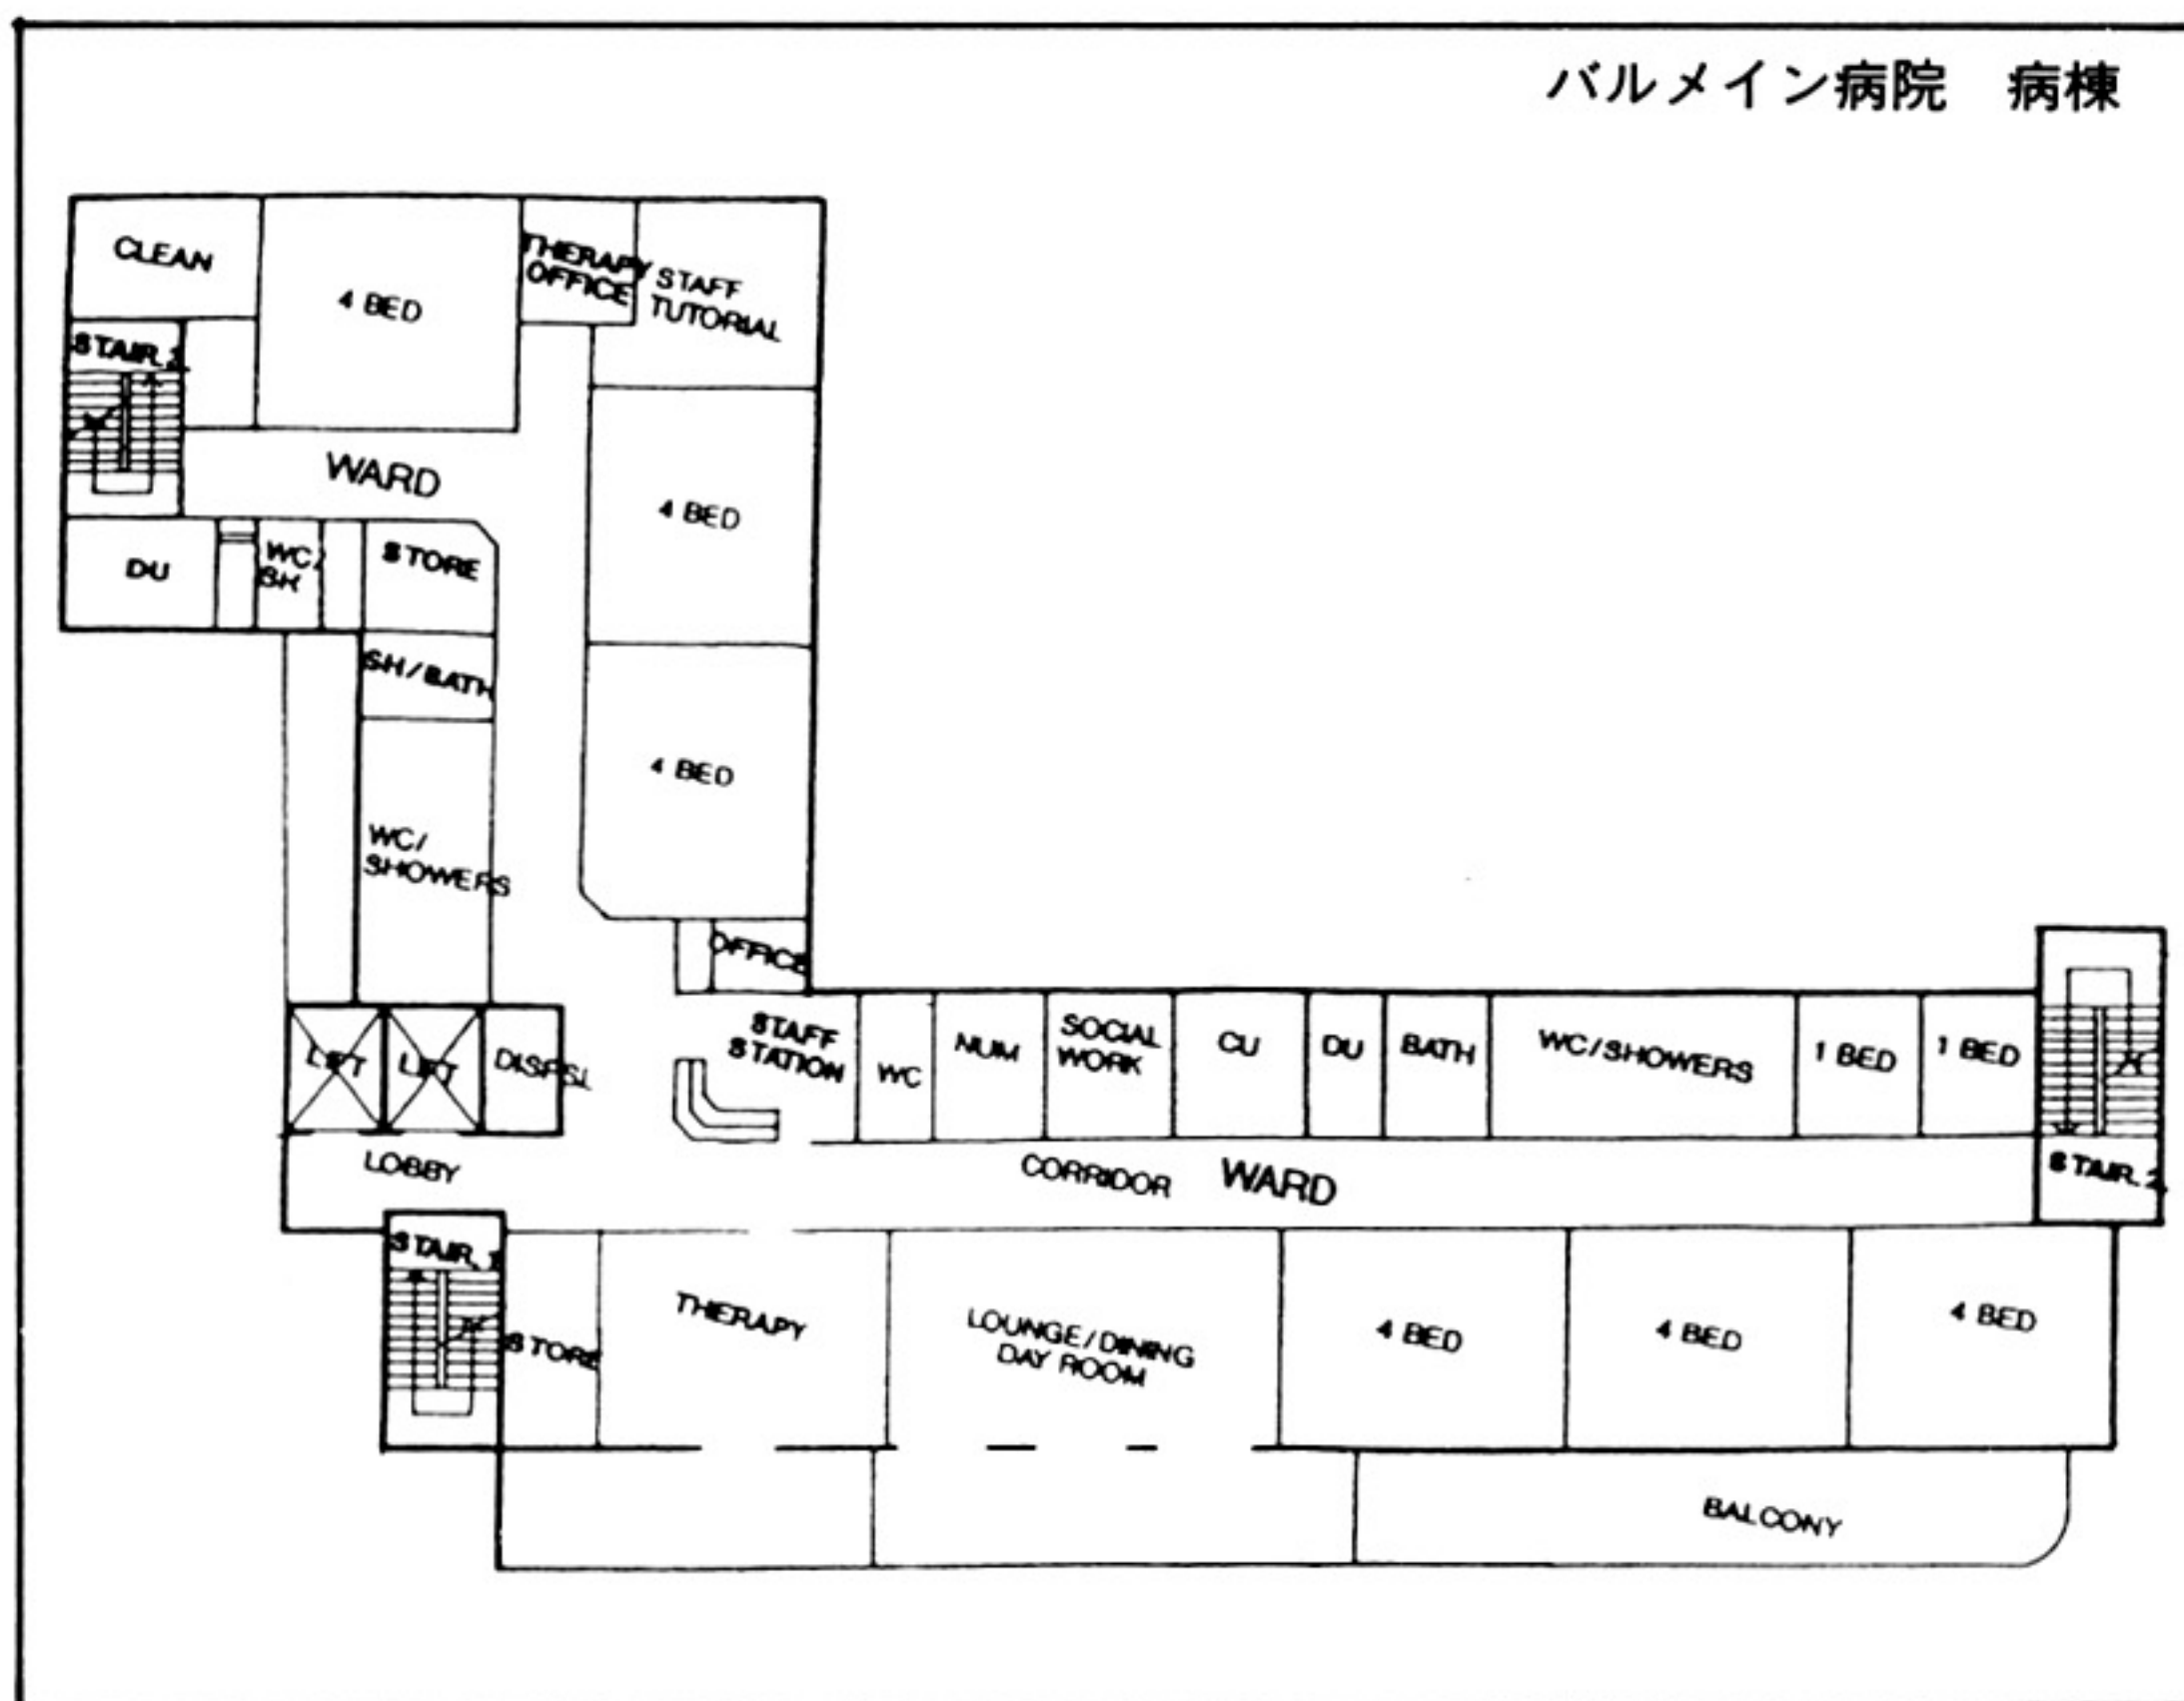 バルメイン病院 病棟
CLEAN
4 BED
THERAPY
OFFICE
STAFF
TUTORIAL
STAIR.
WARD
4 BED
DU
WC/
SH
STORE
SH/BATH
4 BED
WC/
SHOWERS
OFFICE
LIFT
LIFT
DISPSL
STAFF
STATION
WC
NUM
SOCIAL
WORK
CU
DU
BATH
WC/SHOWERS
1 BED
1 BED
LOBBY
CORRIDOR
WARD
STAIR.2
STAIR.1
STORE
THERAPY
LOUNGE/DINING
DAY ROOM
4 BED
4 BED
4 BED
BALCONY